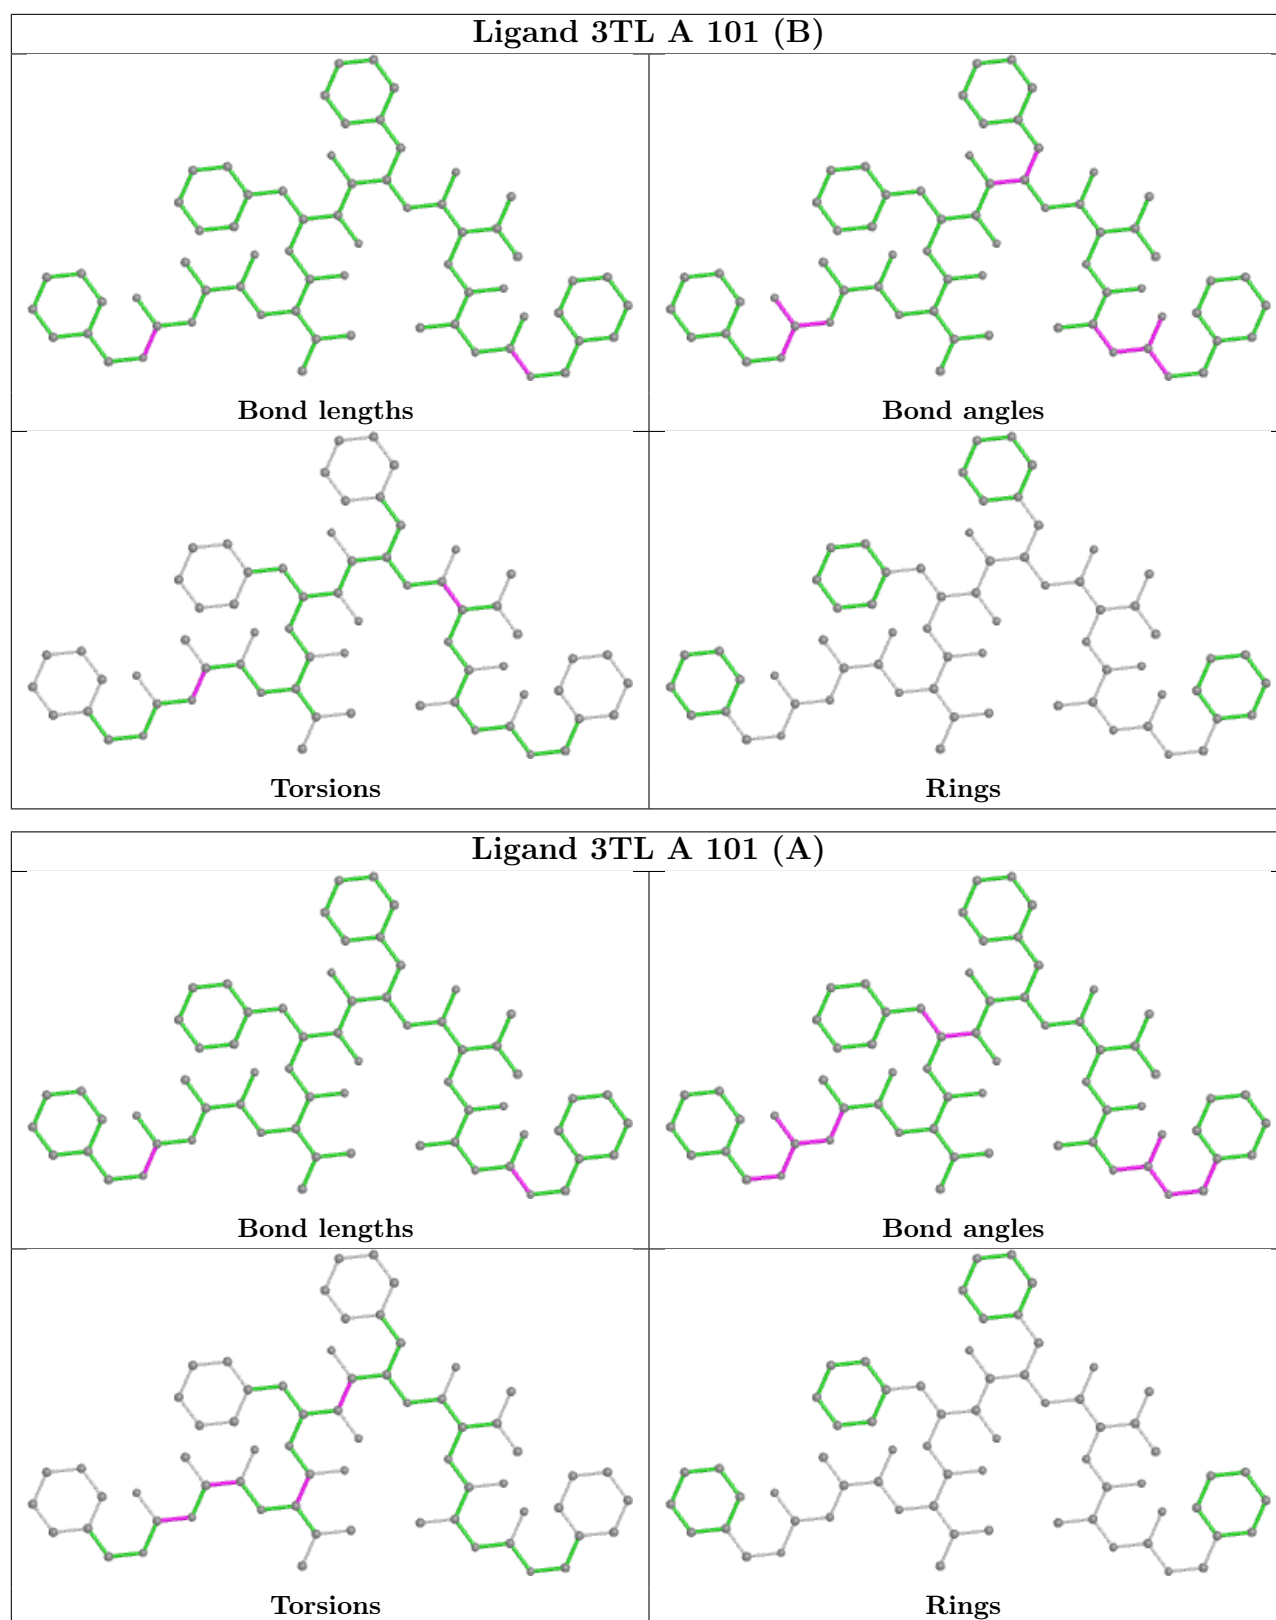 Ligand 3TL A 101 (B)
Bond lengths
Bond angles
Torsions
Rings
Ligand 3TL A 101 (A)
Bond lengths
Bond angles
Torsions
Rings